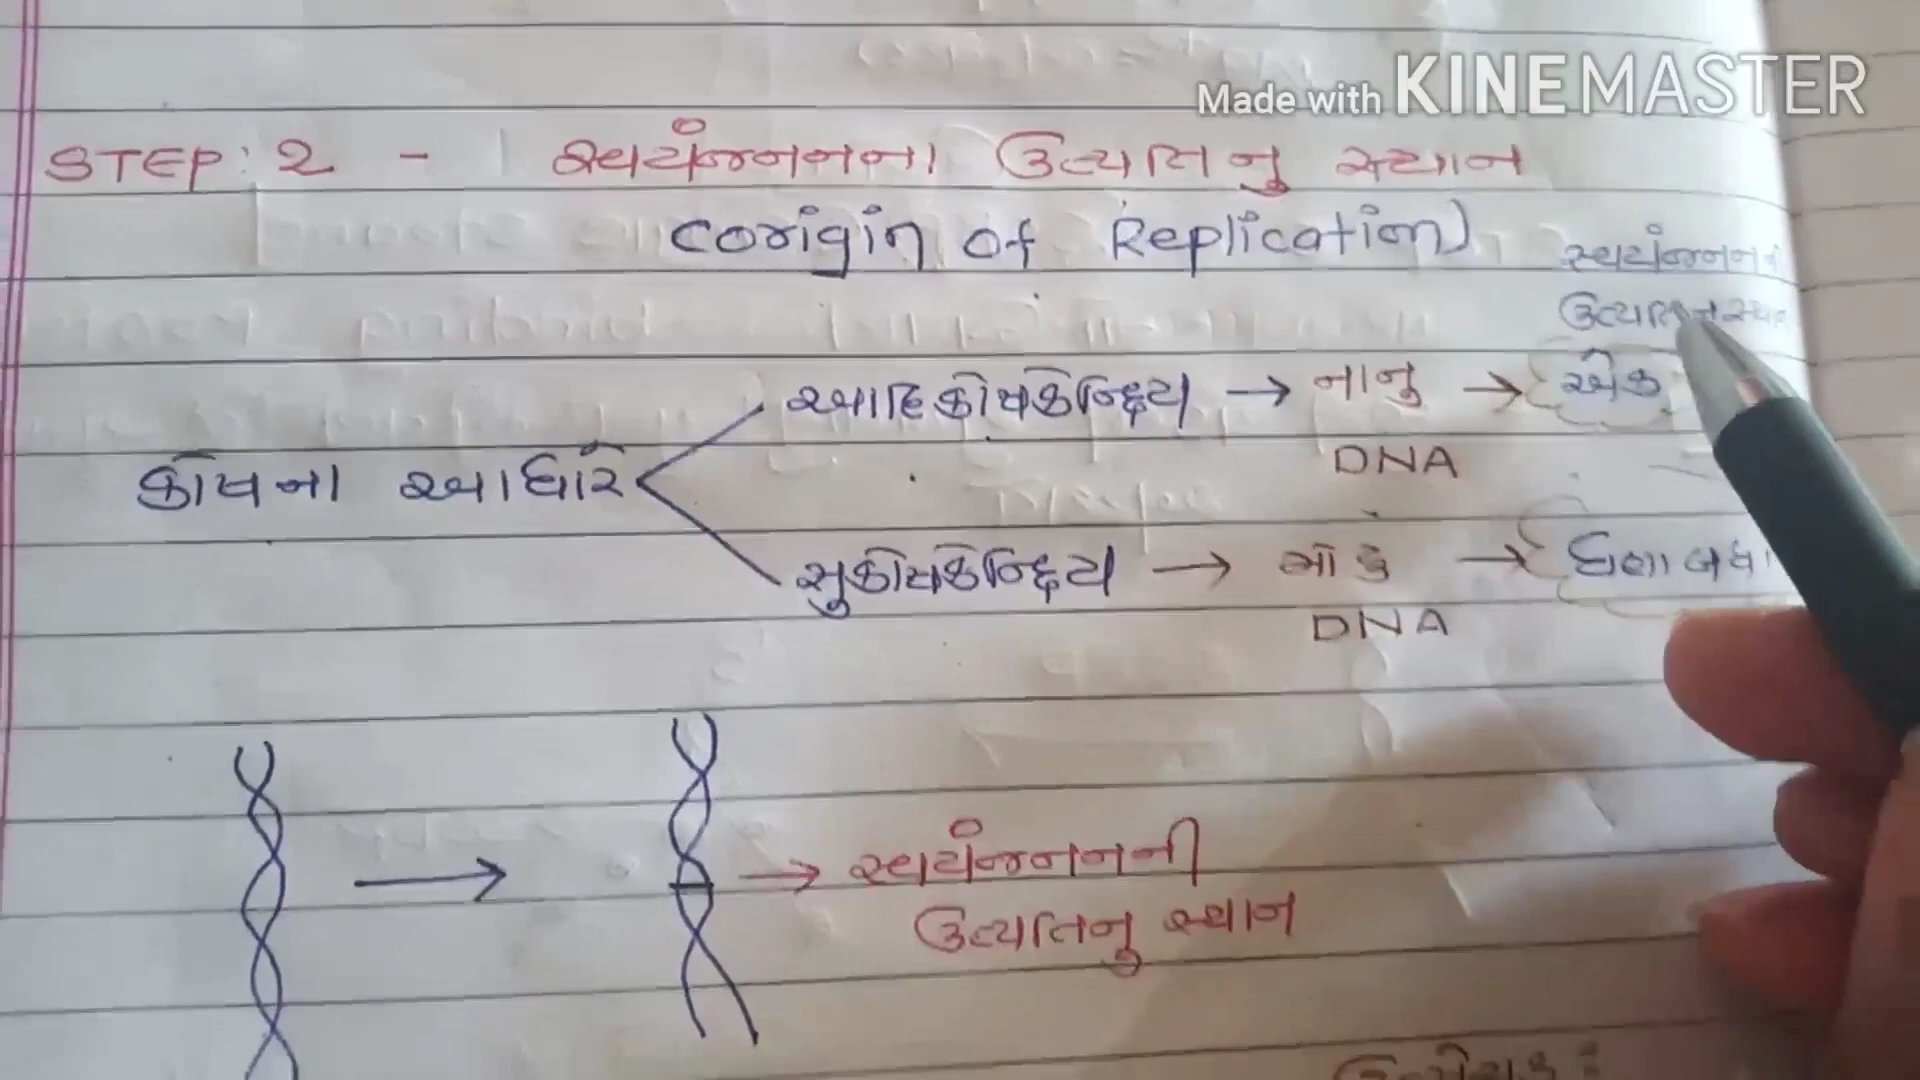 Made with KINEMASTER
STEP: 2 - સ્વયંજનનના ઉત્પતિનુ સ્થાન
(origin of Replication)
સ્વયંજનનની
ઉત્પતિનુ સ્થાન
આદિકોષકેન્દ્રિય → નાનુ → એક
DNA
કોષના આધારે
સુકોષકેન્દ્રિય → મોટુ → ઘણા બધા
DNA
→ સ્વયંજનનની
ઉત્પતિનુ સ્થાન